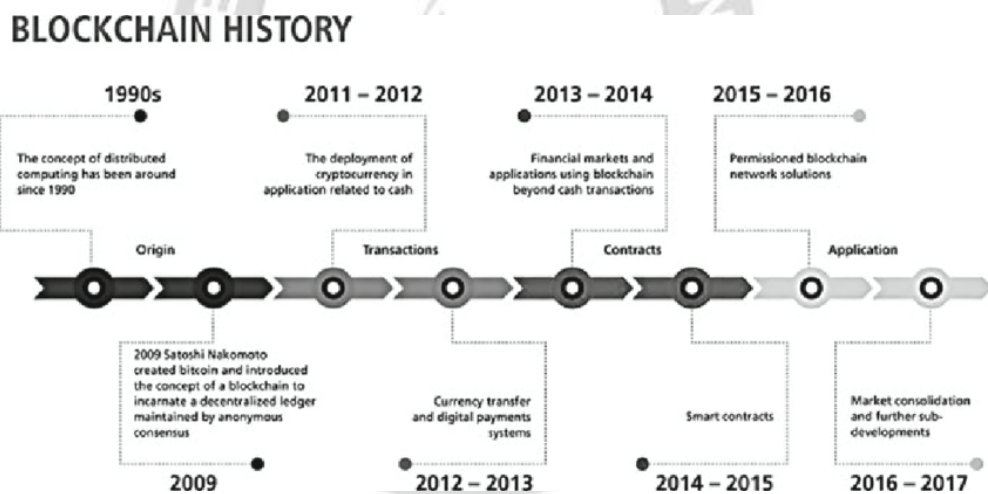 BLOCKCHAIN HISTORY
1990s
The concept of distributed
computing has been around
since 1990
2011 – 2012
The deployment of
cryptocurrency in
application related to cash
2013 – 2014
Financial markets and
applications using blockchain
beyond cash transactions
2015 – 2016
Permissioned blockchain
network solutions
Origin
Transactions
Contracts
Application
2009 Satoshi Nakomoto
created bitcoin and introduced
the concept of a blockchain to
incarnate a decentralized ledger
maintained by anonymous
consensus
2009
Currency transfer
and digital payments
systems
2012 – 2013
Smart contracts
2014 – 2015
Market consolidation
and further sub-
developments
2016 – 2017